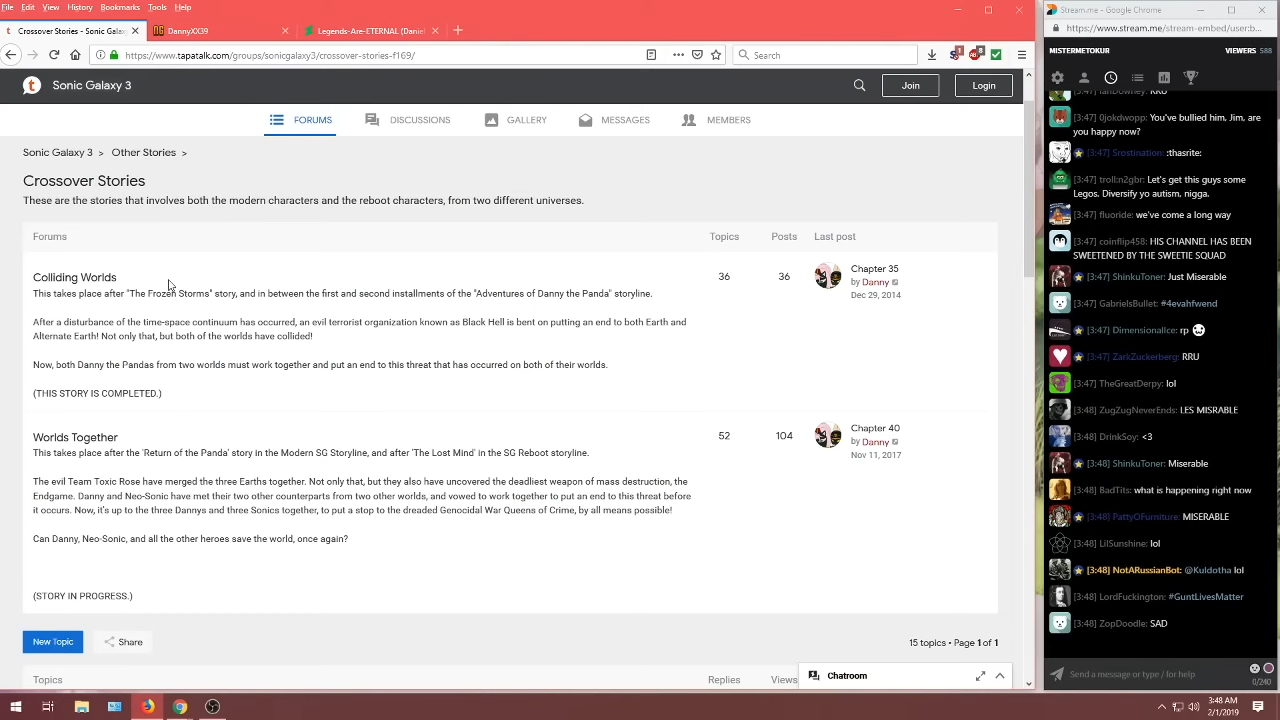 File Edit View History Bookmarks Tools Help
Crossover Stories - Sonic Galaxy
DannyXX39
Legends-Are-ETERNAL (Daniel
https://www.tapatalk.com/groups/sonicgalaxy3/crossover-stories-f169/
Search
Sonic Galaxy 3
Join
Login
FORUMS
DISCUSSIONS
GALLERY
MESSAGES
MEMBERS
Sonic Galaxy 3 > Other Stories >
Crossover Stories
These are the stories that involves both the modern characters and the reboot characters, from two different universes.
Forums Topics Posts Last post
Colliding Worlds 36 36 Chapter 35
by Danny
Dec 29, 2014
This takes place after "The Frozen Storms" story, and in between the first and second installments of the "Adventures of Danny the Panda" storyline.
After a disturbance of the time-space continuum has occurred, an evil terrorist organization known as Black Hell is bent on putting an end to both Earth and
Alternate Earth! Not only that, but both of the worlds have collided!
Now, both Danny the Pandas from two worlds must work together and put an end to this threat that has occurred on both of their worlds.
(THIS STORY IS COMPLETED.)
Worlds Together 52 104 Chapter 40
by Danny
Nov 11, 2017
This takes place after the 'Return of the Panda' story in the Modern SG Storyline, and after 'The Lost Mind' in the SG Reboot storyline.
The evil Team Toxic Rose have merged the three Earths together. Not only that, but they also have uncovered the deadliest weapon of mass destruction, the
Endgame. Danny and Neo-Sonic have met their two other counterparts from two other worlds, and vowed to work together to put an end to this threat before
it occurs. Now, it's up to the three Dannys and three Sonics together, to put a stop to the dreaded Genocidal War Queens of Crime, by all means possible!
Can Danny, Neo-Sonic, and all the other heroes save the world, once again?
(STORY IN PROGRESS.)
New Topic
Share
15 topics • Page 1 of 1
Topics Replies Views
Chatroom
Stream.me - Mozilla Firefox
https://www.stream.me/stream-embed/user:b
MISTERMETOKUR VIEWERS 588
[3:47] IanDowney: RRU
[3:47] 0jokdwopp: You've bullied him, Jim, are
you happy now?
[3:47] Srostination: :thasrite:
[3:47] troll:n2gbr: Let's get this guys some
Legos. Diversify yo autism, nigga.
[3:47] fluoride: we've come a long way
[3:47] coinflip458: HIS CHANNEL HAS BEEN
SWEETENED BY THE SWEETIE SQUAD
[3:47] ShinkuToner: Just Miserable
[3:47] GabrielsBullet: #4evahfwend
[3:47] DimensionalIce: rp
[3:47] ZarkZuckerberg: RRU
[3:47] TheGreatDerpy: lol
[3:48] ZugZugNeverEnds: LES MISRABLE
[3:48] DrinkSoy: <3
[3:48] ShinkuToner: Miserable
[3:48] BadTits: what is happening right now
[3:48] PattyOFurniture: MISERABLE
[3:48] LilSunshine: lol
[3:48] NotARussianBot: @Kuldotha lol
[3:48] LordFuckington: #GuntLivesMatter
[3:48] ZopDoodle: SAD
Send a message or type / for help
0/240
3:48 AM